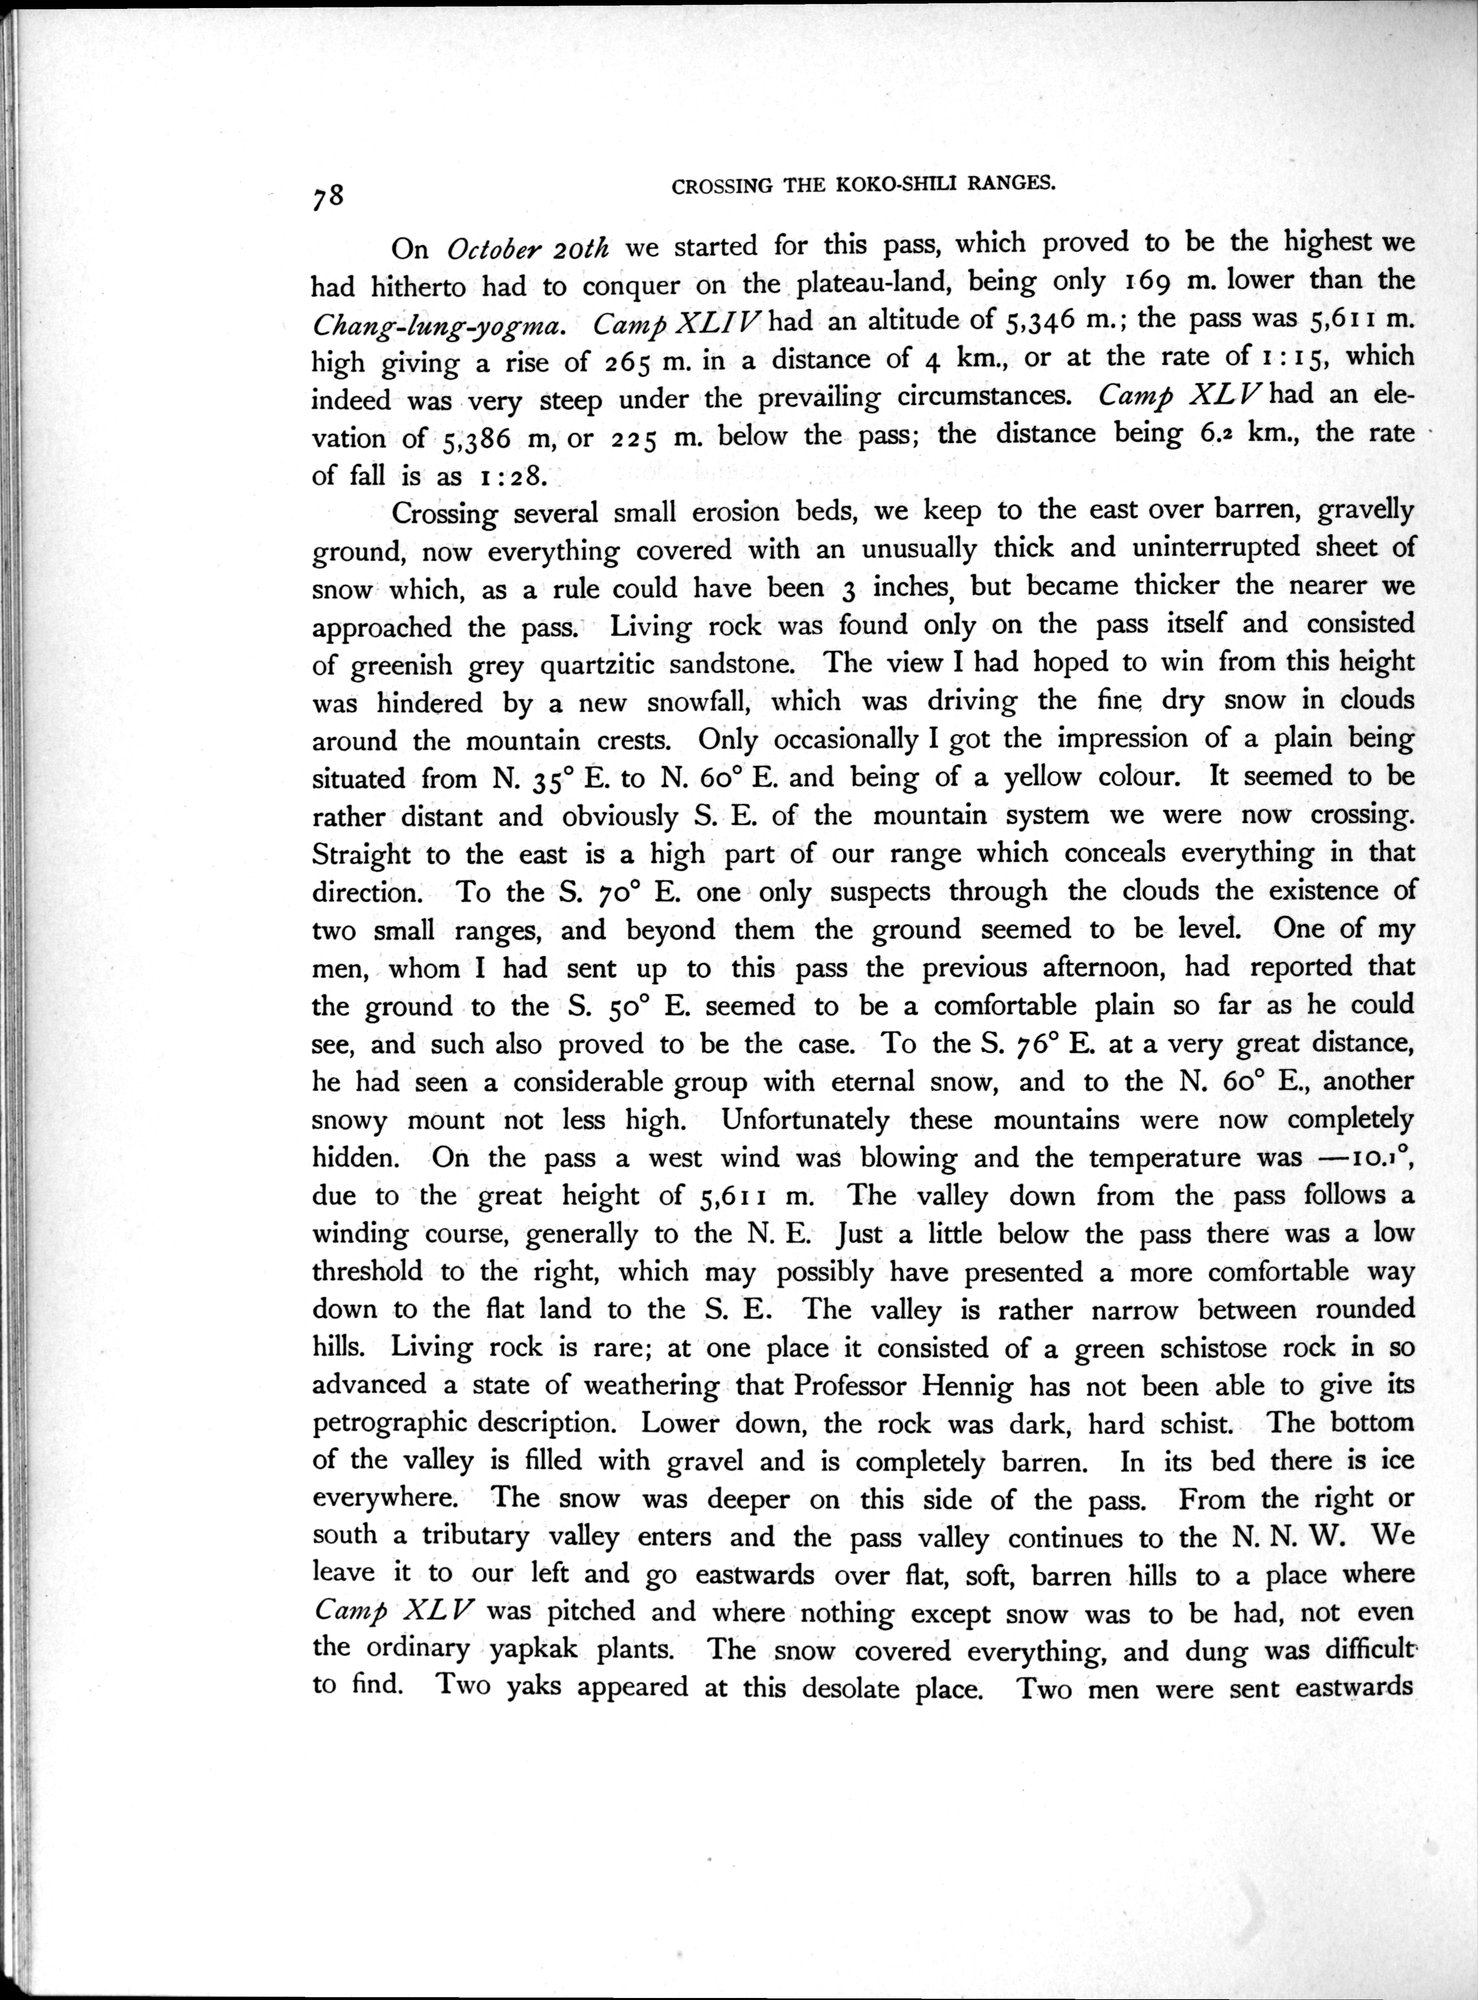 78
CROSSING THE KOKO-SHILI RANGES.
On October 20th we started for this pass, which proved to be the highest we
had hitherto had to conquer on the plateau-land, being only 169 m. lower than the
Chang-lung-yogma. Camp XLIV had an altitude of 5,346 m.; the pass was 5,611 m.
high giving a rise of 265 m. in a distance of 4 km., or at the rate of 1:15, which
indeed was very steep under the prevailing circumstances. Camp XLV had an ele-
vation of 5,386 m, or 225 m. below the pass; the distance being 6.2 km., the rate
of fall is as 1:28.
Crossing several small erosion beds, we keep to the east over barren, gravelly
ground, now everything covered with an unusually thick and uninterrupted sheet of
snow which, as a rule could have been 3 inches, but became thicker the nearer we
approached the pass. Living rock was found only on the pass itself and consisted
of greenish grey quartzitic sandstone. The view I had hoped to win from this height
was hindered by a new snowfall, which was driving the fine, dry snow in clouds
around the mountain crests. Only occasionally I got the impression of a plain being
situated from N. 35° E. to N. 60° E. and being of a yellow colour. It seemed to be
rather distant and obviously S. E. of the mountain system we were now crossing.
Straight to the east is a high part of our range which conceals everything in that
direction. To the S. 70° E. one only suspects through the clouds the existence of
two small ranges, and beyond them the ground seemed to be level. One of my
men, whom I had sent up to this pass the previous afternoon, had reported that
the ground to the S. 50° E. seemed to be a comfortable plain so far as he could
see, and such also proved to be the case. To the S. 76° E. at a very great distance,
he had seen a considerable group with eternal snow, and to the N. 60° E., another
snowy mount not less high. Unfortunately these mountains were now completely
hidden. On the pass a west wind was blowing and the temperature was —10.1°,
due to the great height of 5,611 m. The valley down from the pass follows a
winding course, generally to the N. E. Just a little below the pass there was a low
threshold to the right, which may possibly have presented a more comfortable way
down to the flat land to the S. E. The valley is rather narrow between rounded
hills. Living rock is rare; at one place it consisted of a green schistose rock in so
advanced a state of weathering that Professor Hennig has not been able to give its
petrographic description. Lower down, the rock was dark, hard schist. The bottom
of the valley is filled with gravel and is completely barren. In its bed there is ice
everywhere. The snow was deeper on this side of the pass. From the right or
south a tributary valley enters and the pass valley continues to the N. N. W. We
leave it to our left and go eastwards over flat, soft, barren hills to a place where
Camp XLV was pitched and where nothing except snow was to be had, not even
the ordinary yapkak plants. The snow covered everything, and dung was difficult
to find. Two yaks appeared at this desolate place. Two men were sent eastwards